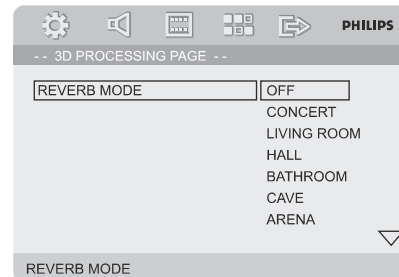 PHILIPS
- - 3D PROCESSING PAGE - -
REVERB MODE OFF
CONCERT
LIVING ROOM
HALL
BATHROOM
CAVE
ARENA
REVERB MODE